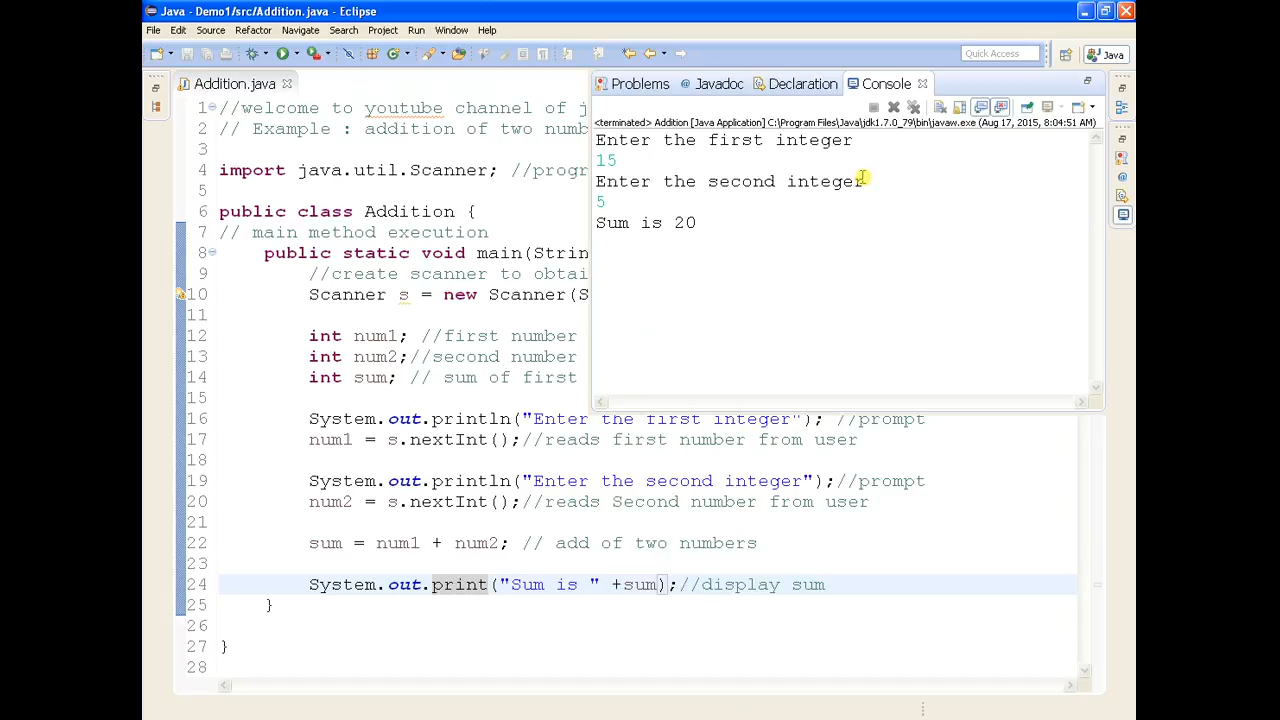 Java - Demo1/src/Addition.java - Eclipse
File Edit Source Refactor Navigate Search Project Run Window Help
Quick Access
Java
Addition.java
Problems @ Javadoc Declaration Console
<terminated> Addition [Java Application] C:\Program Files\Java\jdk1.7.0_79\bin\javaw.exe (Aug 17, 2015, 8:04:51 AM)
Enter the first integer
15
Enter the second integer
5
Sum is 20
1 //welcome to youtube channel of j
2 // Example : addition of two numb
3
4 import java.util.Scanner; //progr
5
6 public class Addition {
7 // main method execution
8 public static void main(Strin
9 //create scanner to obtai
10 Scanner s = new Scanner(S
11
12 int num1; //first number
13 int num2;//second number
14 int sum; // sum of first
15
16 System.out.println("Enter the first integer"); //prompt
17 num1 = s.nextInt();//reads first number from user
18
19 System.out.println("Enter the second integer");//prompt
20 num2 = s.nextInt();//reads Second number from user
21
22 sum = num1 + num2; // add of two numbers
23
24 System.out.print("Sum is " +sum);//display sum
25 }
26
27 }
28